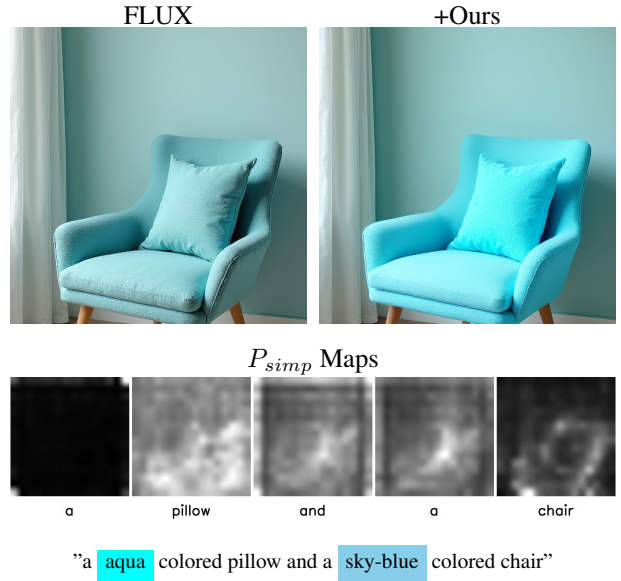 FLUX +Ours
P_simp Maps
a pillow and a chair
”a aqua colored pillow and a sky-blue colored chair”